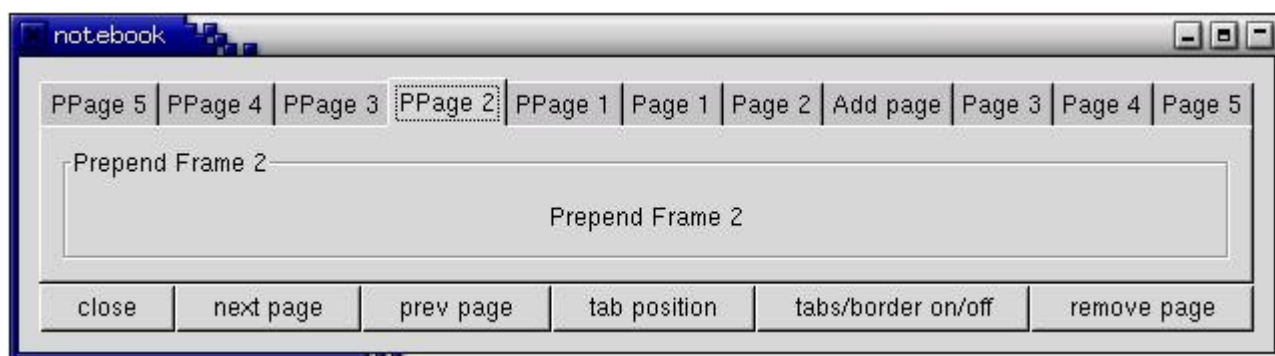 notebook
PPage 5 PPage 4 PPage 3 PPage 2 PPage 1 Page 1 Page 2 Add page Page 3 Page 4 Page 5
Prepend Frame 2
Prepend Frame 2
close next page prev page tab position tabs/border on/off remove page